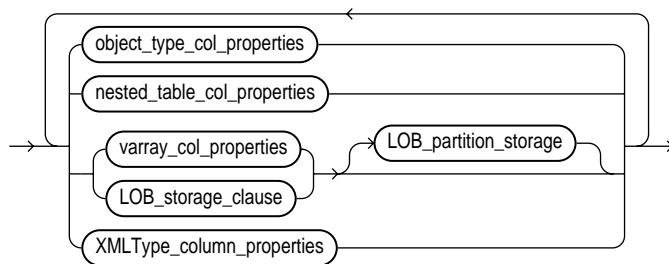 object_type_col_properties
nested_table_col_properties
varray_col_properties
LOB_partition_storage
LOB_storage_clause
XMLType_column_properties